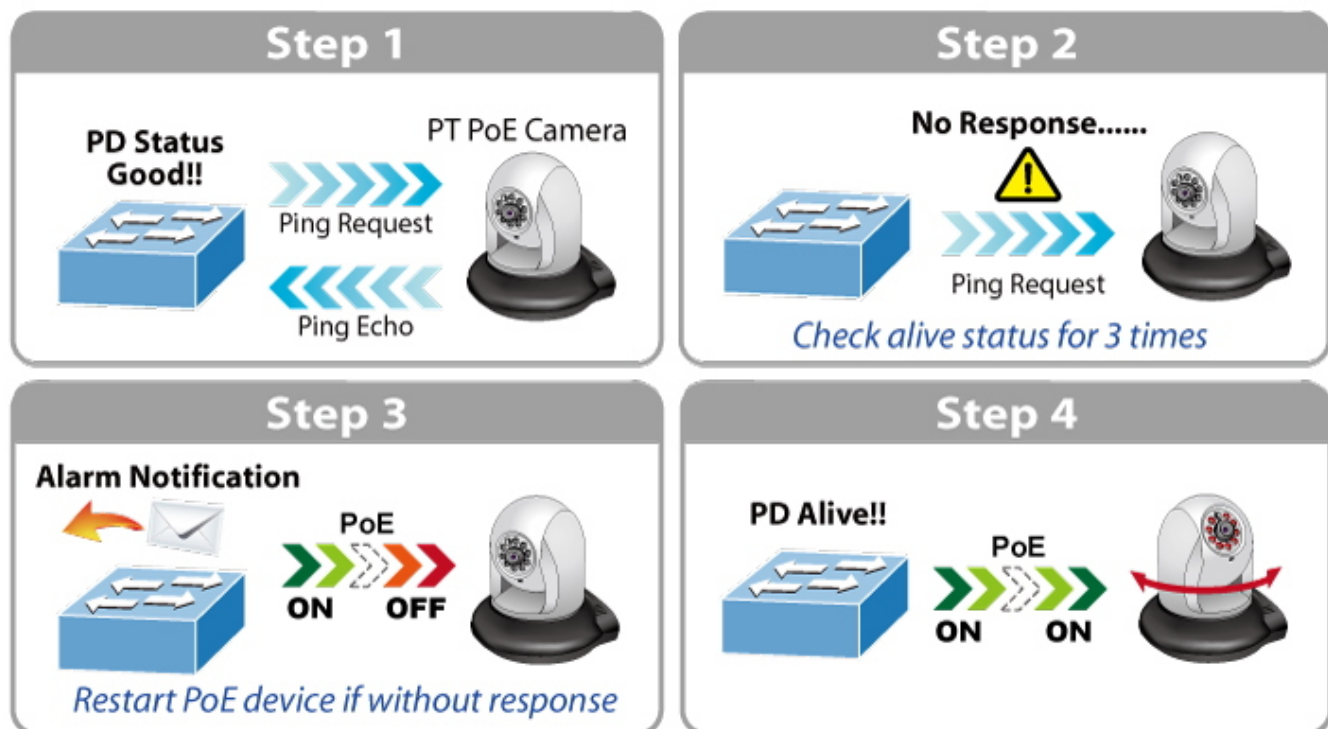 Step 1
PD Status
Good!!
PT PoE Camera
Ping Request
Ping Echo
Step 2
No Response......
Ping Request
Check alive status for 3 times
Step 3
Alarm Notification
PoE
ON OFF
Restart PoE device if without response
Step 4
PD Alive!!
PoE
ON ON